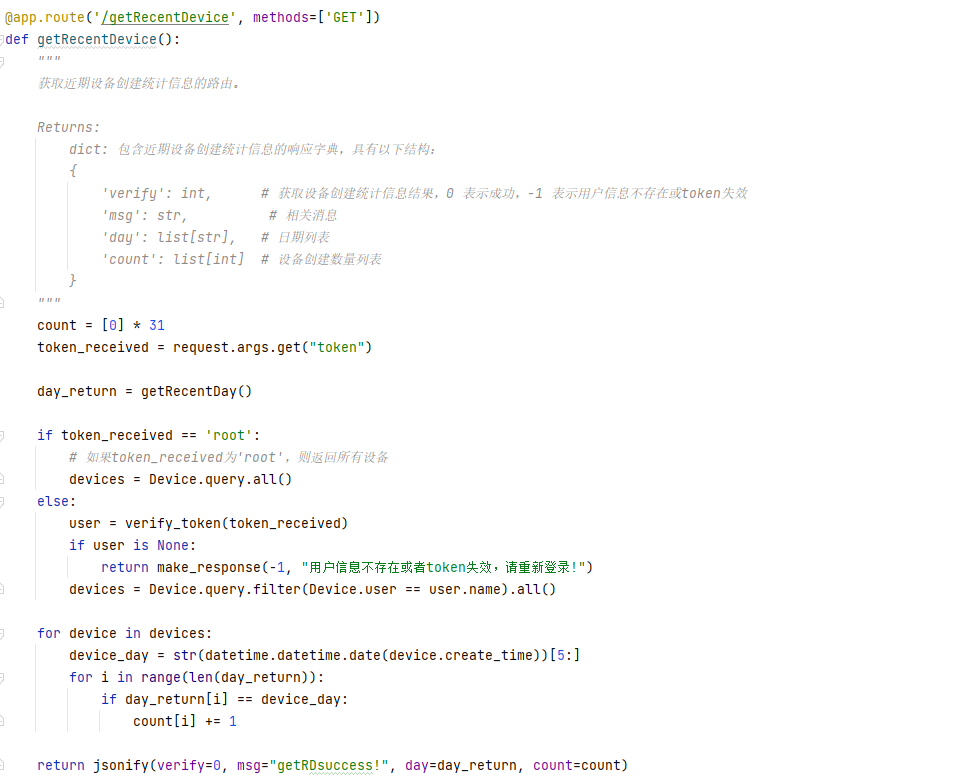 @app.route('/getRecentDevice', methods=['GET'])
def getRecentDevice():
    """
    获取近期设备创建统计信息的路由。

    Returns:
        dict: 包含近期设备创建统计信息的响应字典，具有以下结构：
        {
            'verify': int,      # 获取设备创建统计信息结果，0 表示成功，-1 表示用户信息不存在或token失效
            'msg': str,          # 相关消息
            'day': list[str],   # 日期列表
            'count': list[int]  # 设备创建数量列表
        }
    """
    count = [0] * 31
    token_received = request.args.get("token")

    day_return = getRecentDay()

    if token_received == 'root':
        # 如果token_received为'root'，则返回所有设备
        devices = Device.query.all()
    else:
        user = verify_token(token_received)
        if user is None:
            return make_response(-1, "用户信息不存在或者token失效，请重新登录!")
        devices = Device.query.filter(Device.user == user.name).all()

    for device in devices:
        device_day = str(datetime.datetime.date(device.create_time))[5:]
        for i in range(len(day_return)):
            if day_return[i] == device_day:
                count[i] += 1

    return jsonify(verify=0, msg="getRDsuccess!", day=day_return, count=count)